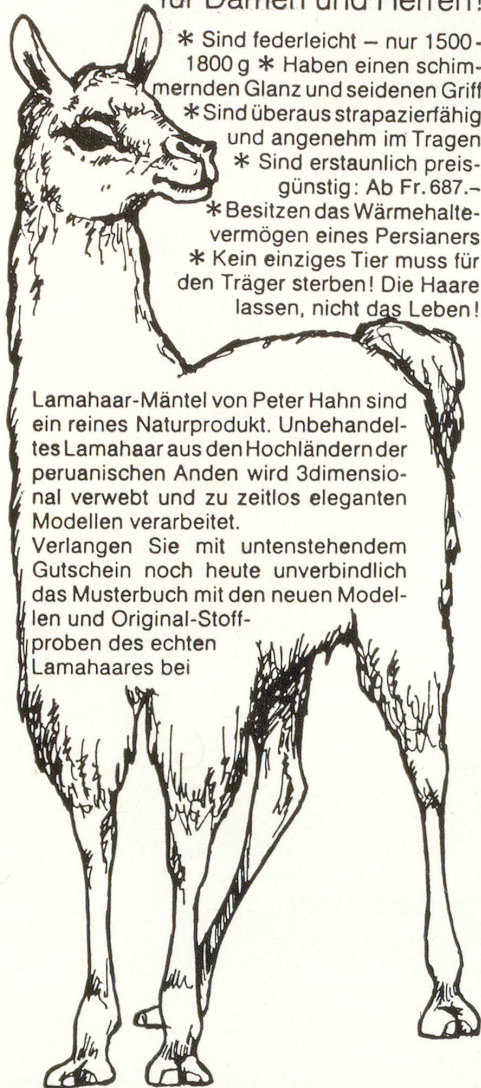 für Damen und Herren!
* Sind federleicht – nur 1500-
1800 g * Haben einen schim-
mernden Glanz und seidenen Griff
* Sind überaus strapazierfähig
und angenehm im Tragen
* Sind erstaunlich preis-
günstig: Ab Fr. 687.–
* Besitzen das Wärmehalte-
vermögen eines Persianers
* Kein einziges Tier muss für
den Träger sterben! Die Haare
lassen, nicht das Leben!
Lamahaar-Mäntel von Peter Hahn sind
ein reines Naturprodukt. Unbehandel-
tes Lamahaar aus den Hochländern der
peruanischen Anden wird 3dimensio-
nal verwebt und zu zeitlos eleganten
Modellen verarbeitet.
Verlangen Sie mit untenstehendem
Gutschein noch heute unverbindlich
das Musterbuch mit den neuen Model-
len und Original-Stoff-
proben des echten
Lamahaares bei